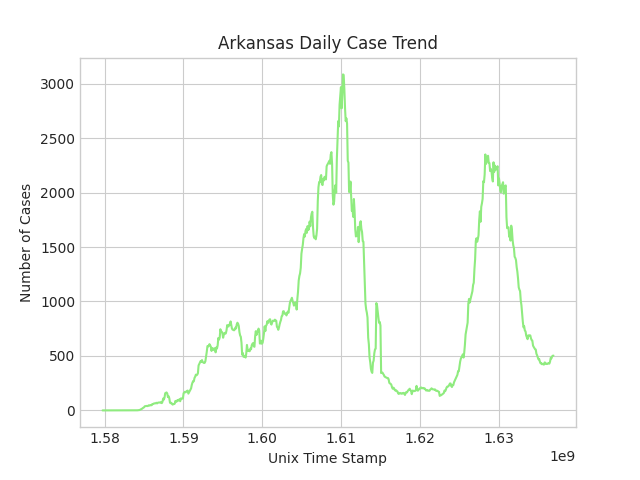 Arkansas Daily Case Trend
Number of Cases
3000
2500
2000
1500
1000
500
0
1.58 1.59 1.60 1.61 1.62 1.63
1e9
Unix Time Stamp